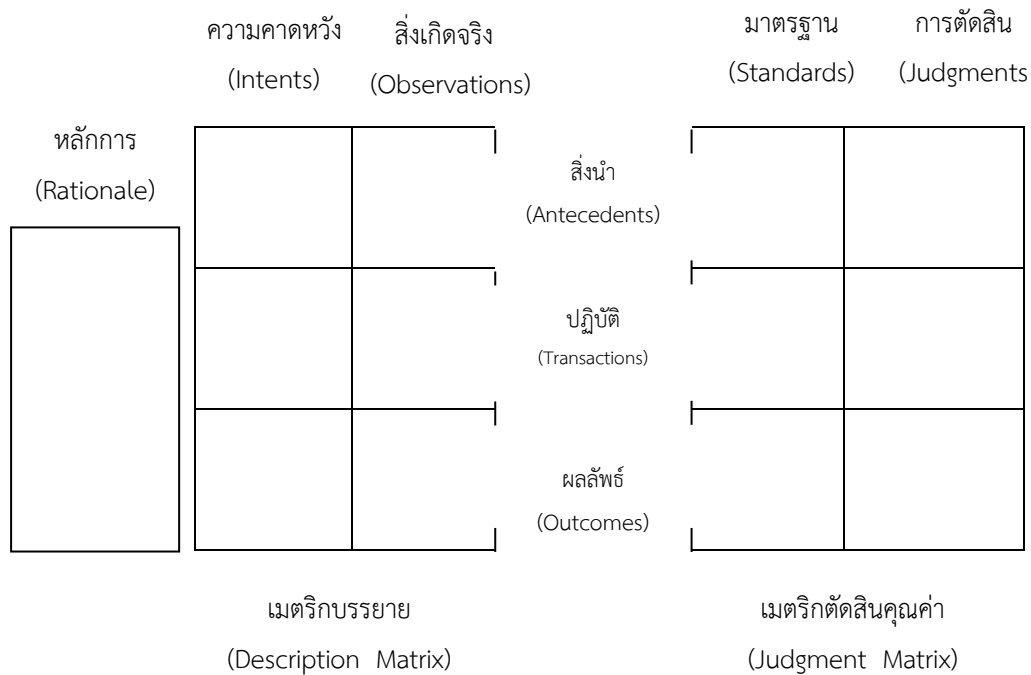 ความคาดหวัง
(Intents)
สิ่งเกิดจริง
(Observations)
มาตรฐาน
(Standards)
การตัดสิน
(Judgments
หลักการ
(Rationale)
สิ่งนำ
(Antecedents)
ปฏิบัติ
(Transactions)
ผลลัพธ์
(Outcomes)
เมตริกบรรยาย
(Description Matrix)
เมตริกตัดสินคุณค่า
(Judgment Matrix)